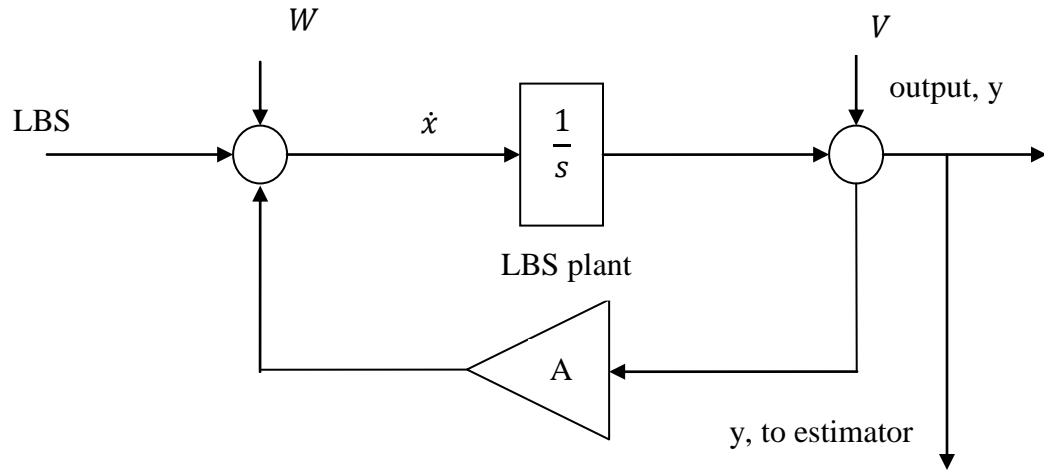 W
V
output, y
LBS
ẋ
1
s
LBS plant
A
y, to estimator